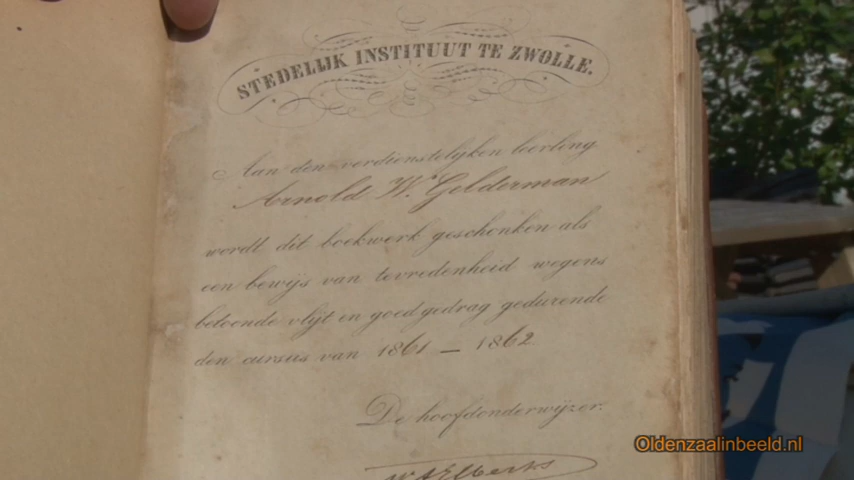 STEDELIJK INSTITUUT TE ZWOLLE.
Aan den verdienstelijken leerling
Arnold W. Gelderman
wordt dit boekwerk geschonken als
een bewijs van tevredenheid wegens
betoonde vlijt en goed gedrag gedurende
den cursus van 1861 — 1862
De hoofdonderwijzer.
Oldenzaalinbeeld.nl